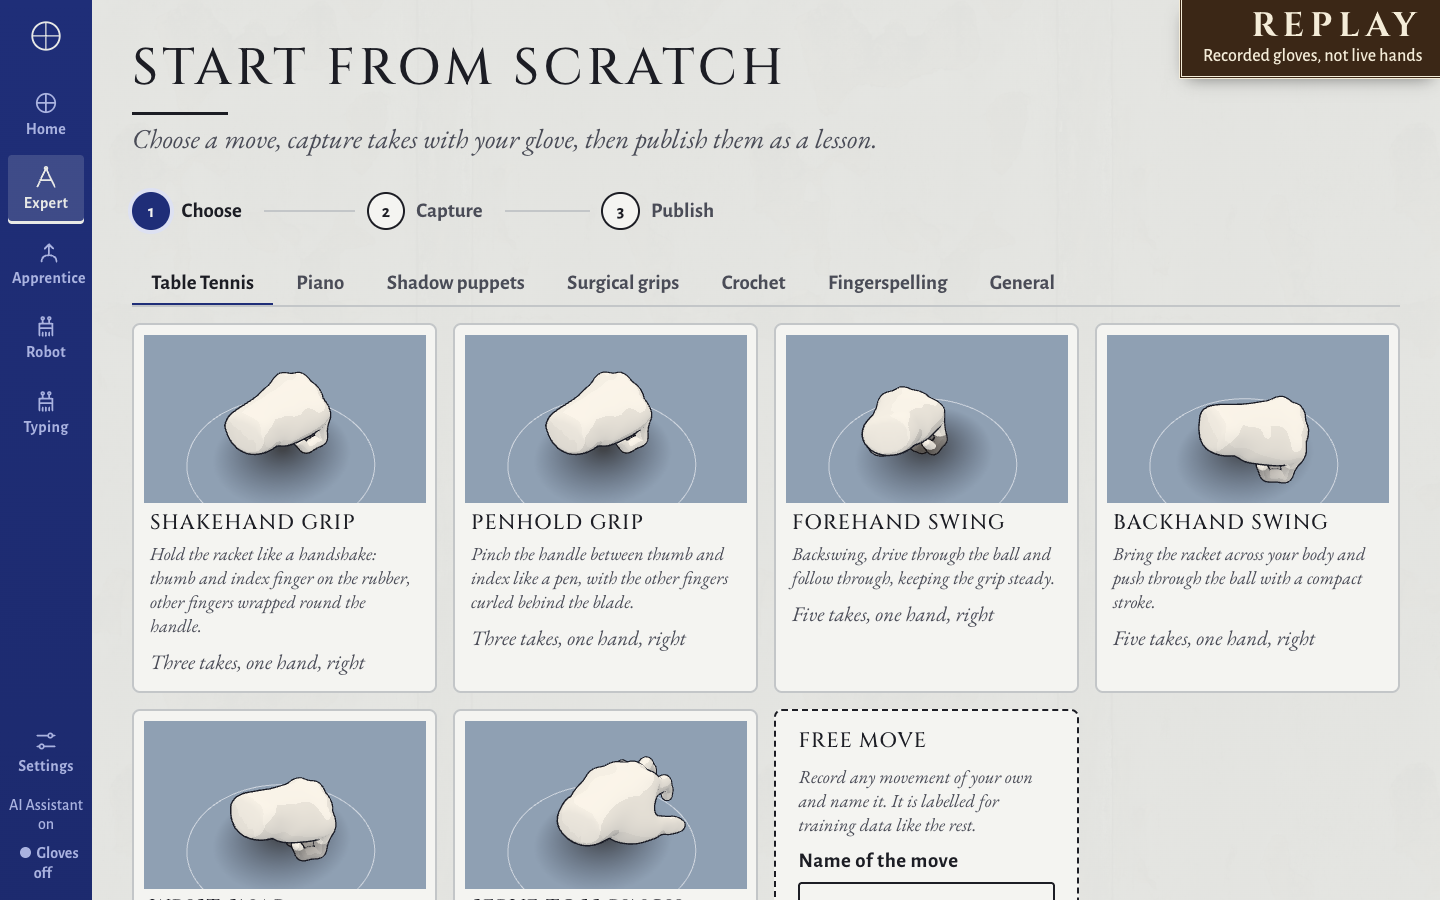 REPLAY
Recorded gloves, not live hands
Home
Expert
Apprentice
Robot
Typing
Settings
AI Assistant
on
Gloves
off
START FROM SCRATCH
Choose a move, capture takes with your glove, then publish them as a lesson.
1 Choose
2 Capture
3 Publish
Table Tennis
Piano
Shadow puppets
Surgical grips
Crochet
Fingerspelling
General
SHAKEHAND GRIP
Hold the racket like a handshake:
thumb and index finger on the rubber,
other fingers wrapped round the
handle.
Three takes, one hand, right
PENHOLD GRIP
Pinch the handle between thumb and
index like a pen, with the other fingers
curled behind the blade.
Three takes, one hand, right
FOREHAND SWING
Backswing, drive through the ball and
follow through, keeping the grip steady.
Five takes, one hand, right
BACKHAND SWING
Bring the racket across your body and
push through the ball with a compact
stroke.
Five takes, one hand, right
FREE MOVE
Record any movement of your own
and name it. It is labelled for
training data like the rest.
Name of the move